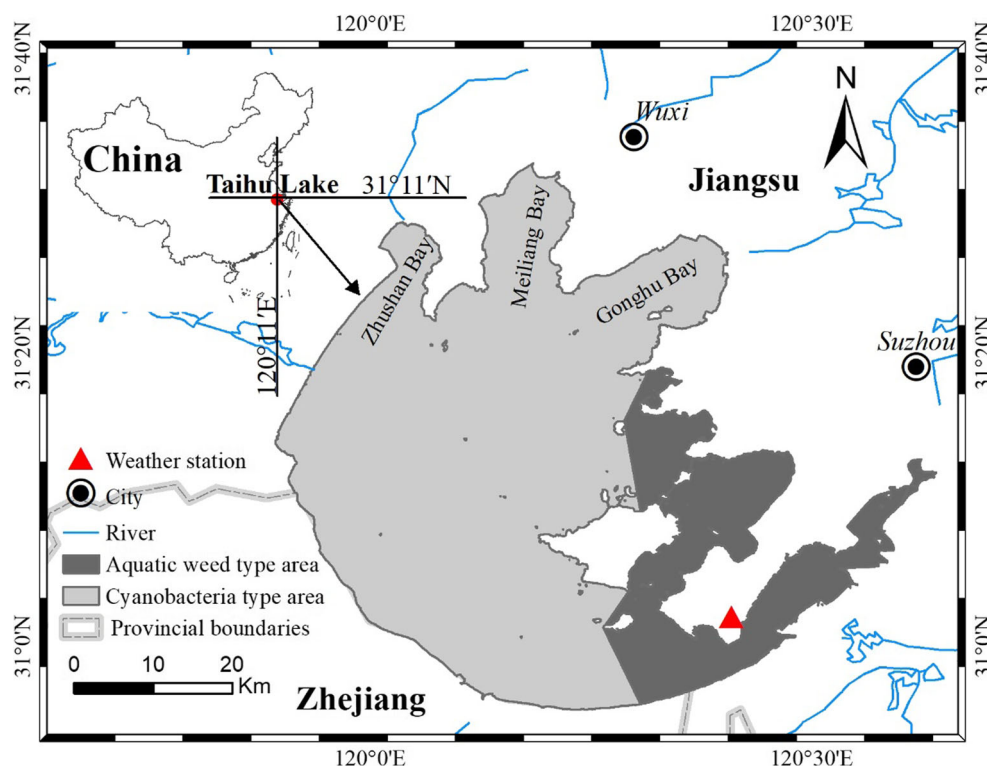 120°0′E
120°30′E
31°40′N
31°40′N
N
Wuxi
China
Jiangsu
Taihu Lake
31°11′N
Zhushan Bay
Meiliang Bay
Gonghu Bay
120°11′E
31°20′N
31°20′N
Suzhou
Weather station
City
River
Aquatic weed type area
Cyanobacteria type area
Provincial boundaries
31°0′N
31°0′N
0 10 20
Km
Zhejiang
120°0′E
120°30′E